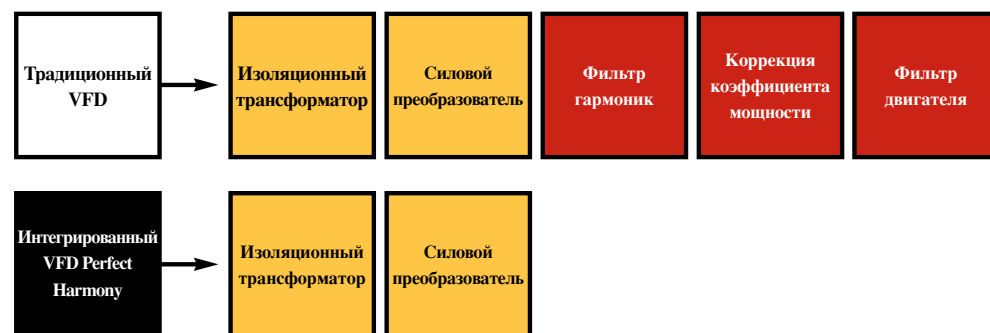 Традиционный
VFD
Изоляционный
трансформатор
Силовой
преобразователь
Фильтр
гармоник
Коррекция
коэффициента
мощности
Фильтр
двигателя
Интегрированный
VFD Perfect
Harmony
Изоляционный
трансформатор
Силовой
преобразователь